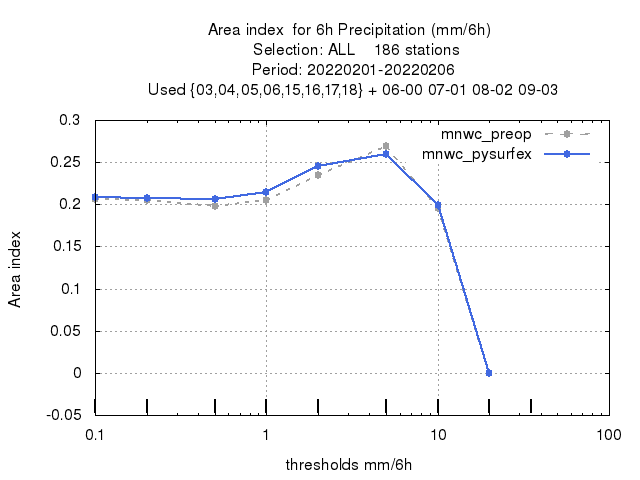 Area index  for 6h Precipitation (mm/6h)
Selection: ALL    186 stations
Period: 20220201-20220206
Used {03,04,05,06,15,16,17,18} + 06-00 07-01 08-02 09-03
mnwc_preop
mnwc_pysurfex
0.3
0.25
0.2
0.15
0.1
0.05
0
-0.05
Area index
0.1 1 10 100
thresholds mm/6h